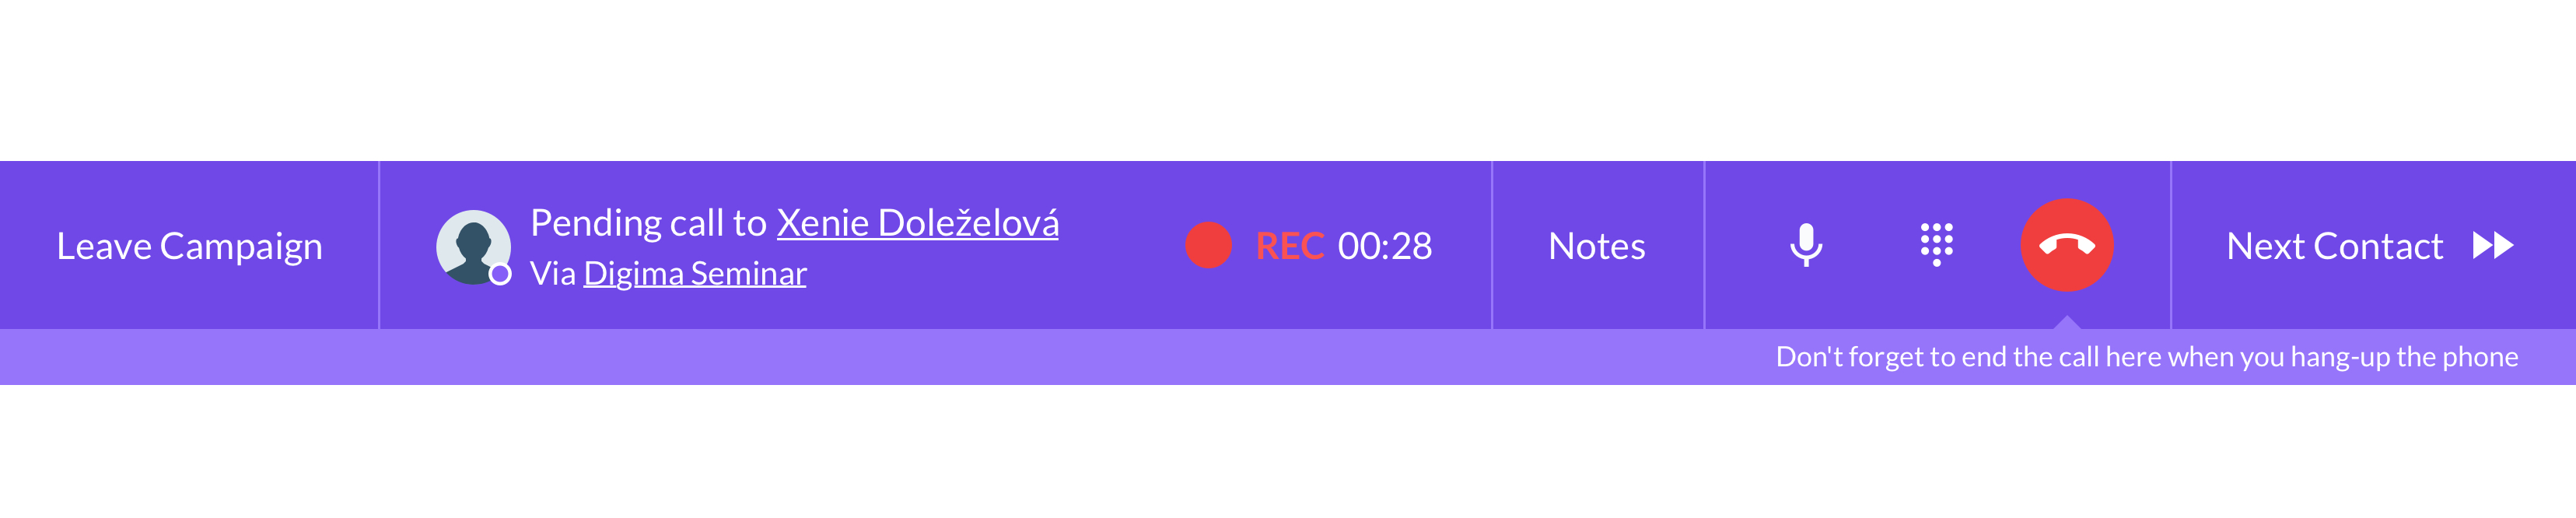 Leave Campaign
Pending call to Xenie Doleželová
Via Digima Seminar
REC 00:28
Notes
Next Contact
Don't forget to end the call here when you hang-up the phone